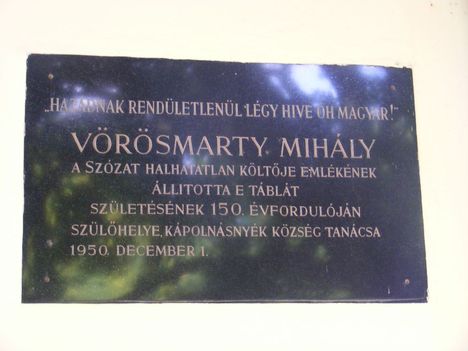 „HAZÁDNAK RENDÜLETLENÜL LÉGY HIVE OH MAGYAR!"
VÖRÖSMARTY MIHÁLY
A SZÓZAT HALHATATLAN KÖLTŐJE EMLÉKÉNEK
ÁLLITOTTA E TÁBLÁT
SZÜLETÉSÉNEK 150. ÉVFORDULÓJÁN
SZÜLŐHELYE, KÁPOLNÁSNYÉK KÖZSÉG TANÁCSA
1950. DECEMBER 1.